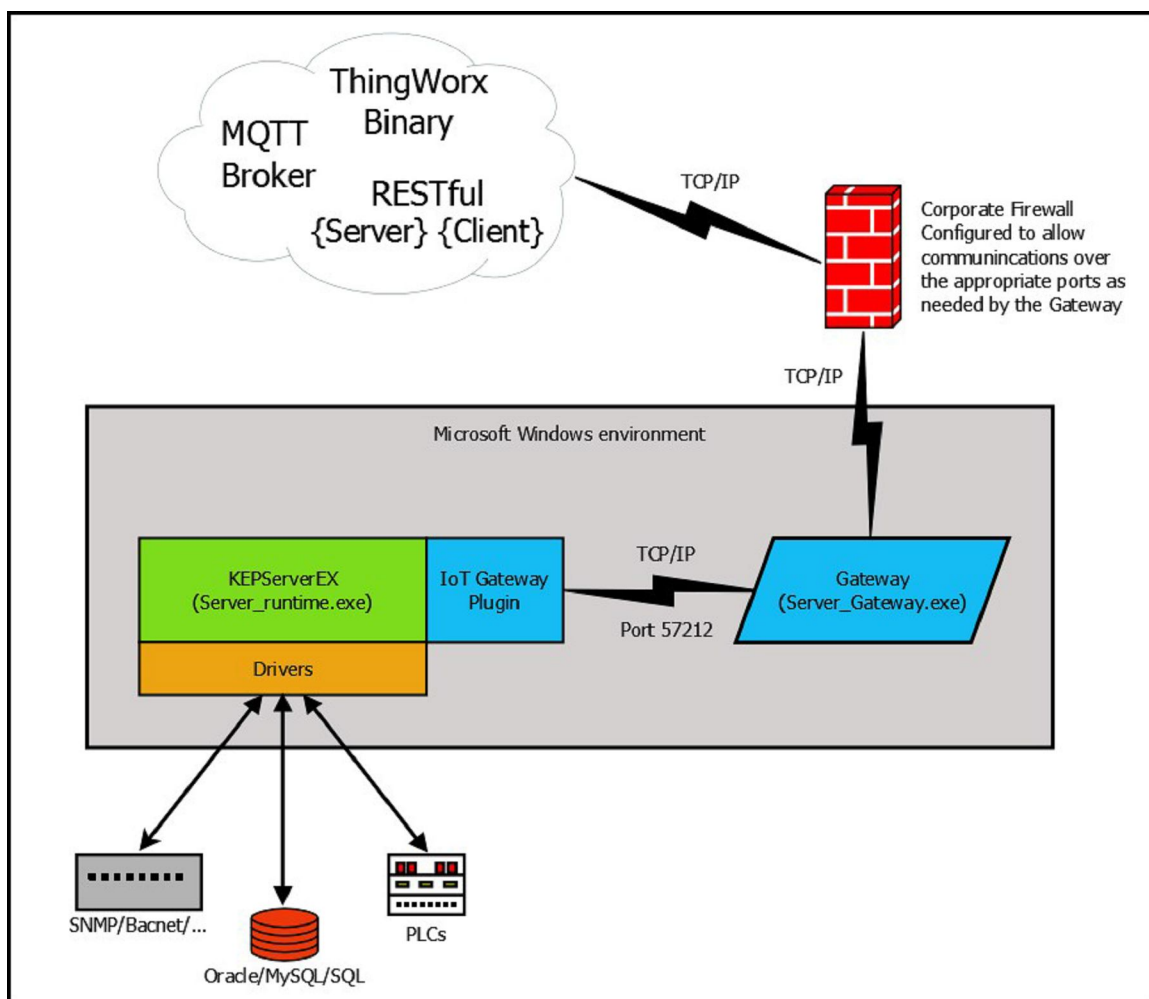 ThingWorx
Binary
MQTT
Broker
RESTful
{Server} {Client}
TCP/IP
Corporate Firewall
Configured to allow
communincations over
the appropriate ports as
needed by the Gateway
TCP/IP
Microsoft Windows environment
KEPServerEX
(Server_runtime.exe)
IoT Gateway
Plugin
TCP/IP
Port 57212
Gateway
(Server_Gateway.exe)
Drivers
SNMP/Bacnet/...
Oracle/MySQL/SQL
PLCs